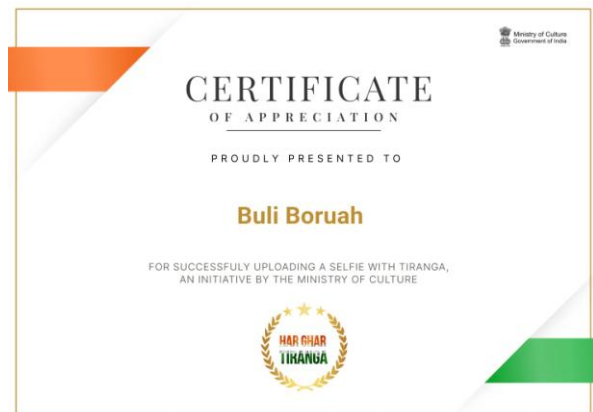 Ministry of Culture
Government of India
CERTIFICATE
OF APPRECIATION
PROUDLY PRESENTED TO
Buli Boruah
FOR SUCCESSFULY UPLOADING A SELFIE WITH TIRANGA,
AN INITIATIVE BY THE MINISTRY OF CULTURE
HAR GHAR
TIRANGA